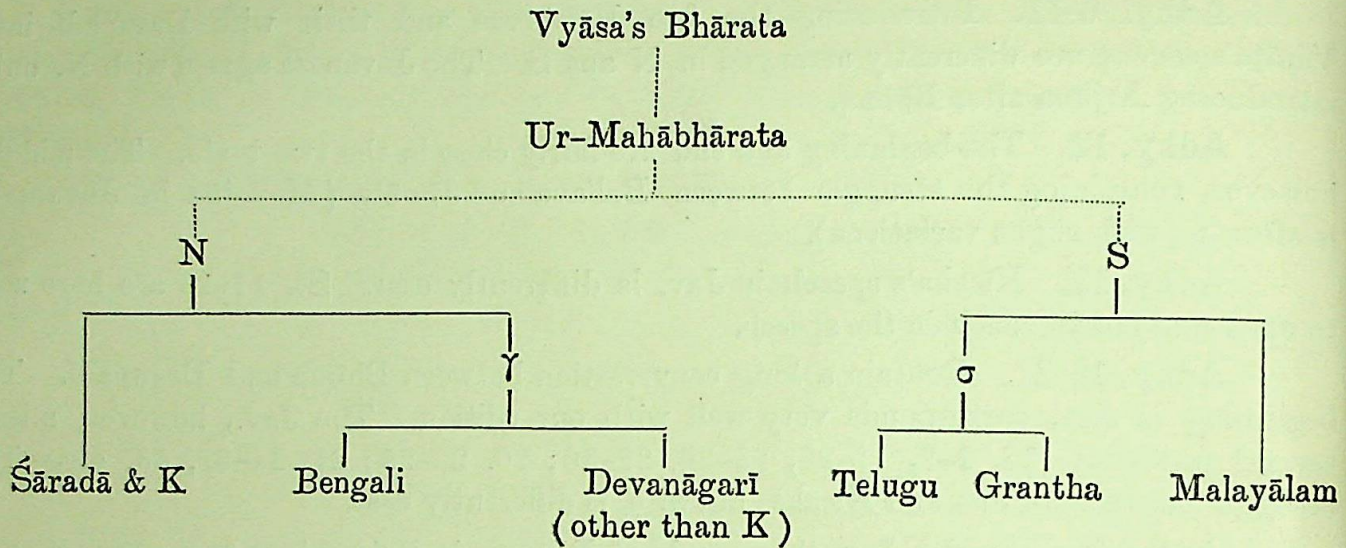 Vyāsa's Bhārata
Ur-Mahābhārata
N S
γ σ
Śāradā & K Bengali Devanāgarī Telugu Grantha Malayālam
(other than K)